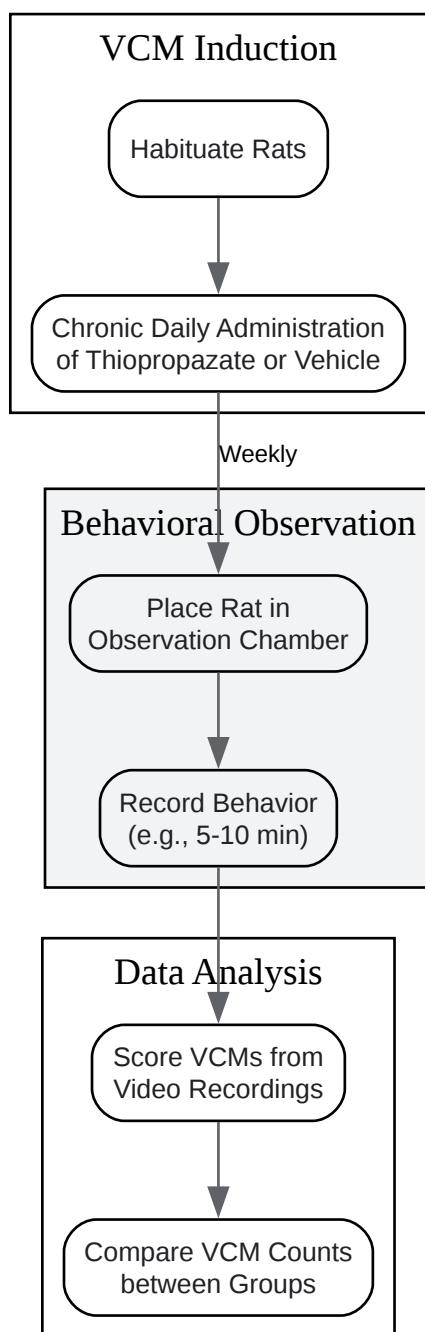 VCM Induction
Habituate Rats
Chronic Daily Administration
of Thiopropazate or Vehicle
Weekly
Behavioral Observation
Place Rat in
Observation Chamber
Record Behavior
(e.g., 5-10 min)
Data Analysis
Score VCMs from
Video Recordings
Compare VCM Counts
between Groups